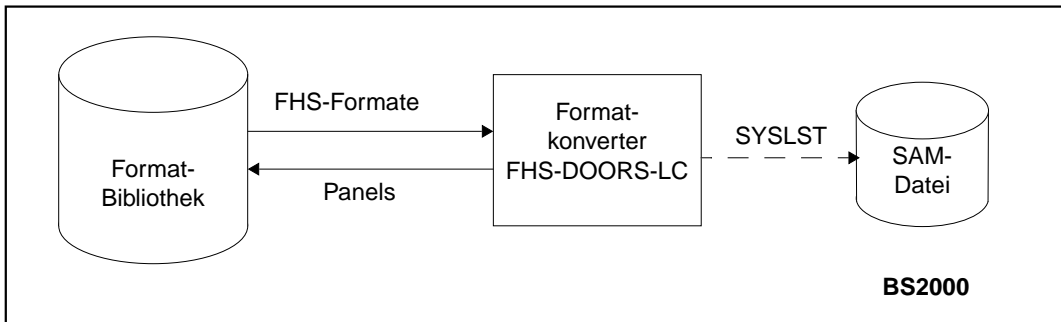 Format-
Bibliothek
FHS-Formate
Panels
Format-
konverter
FHS-DOORS-LC
SYSLST
SAM-
Datei
BS2000